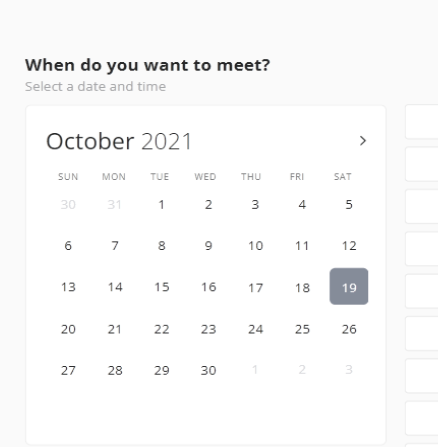 When do you want to meet?
Select a date and time
October 2021
SUN MON TUE WED THU FRI SAT
30 31 1 2 3 4 5
6 7 8 9 10 11 12
13 14 15 16 17 18 19
20 21 22 23 24 25 26
27 28 29 30 1 2 3